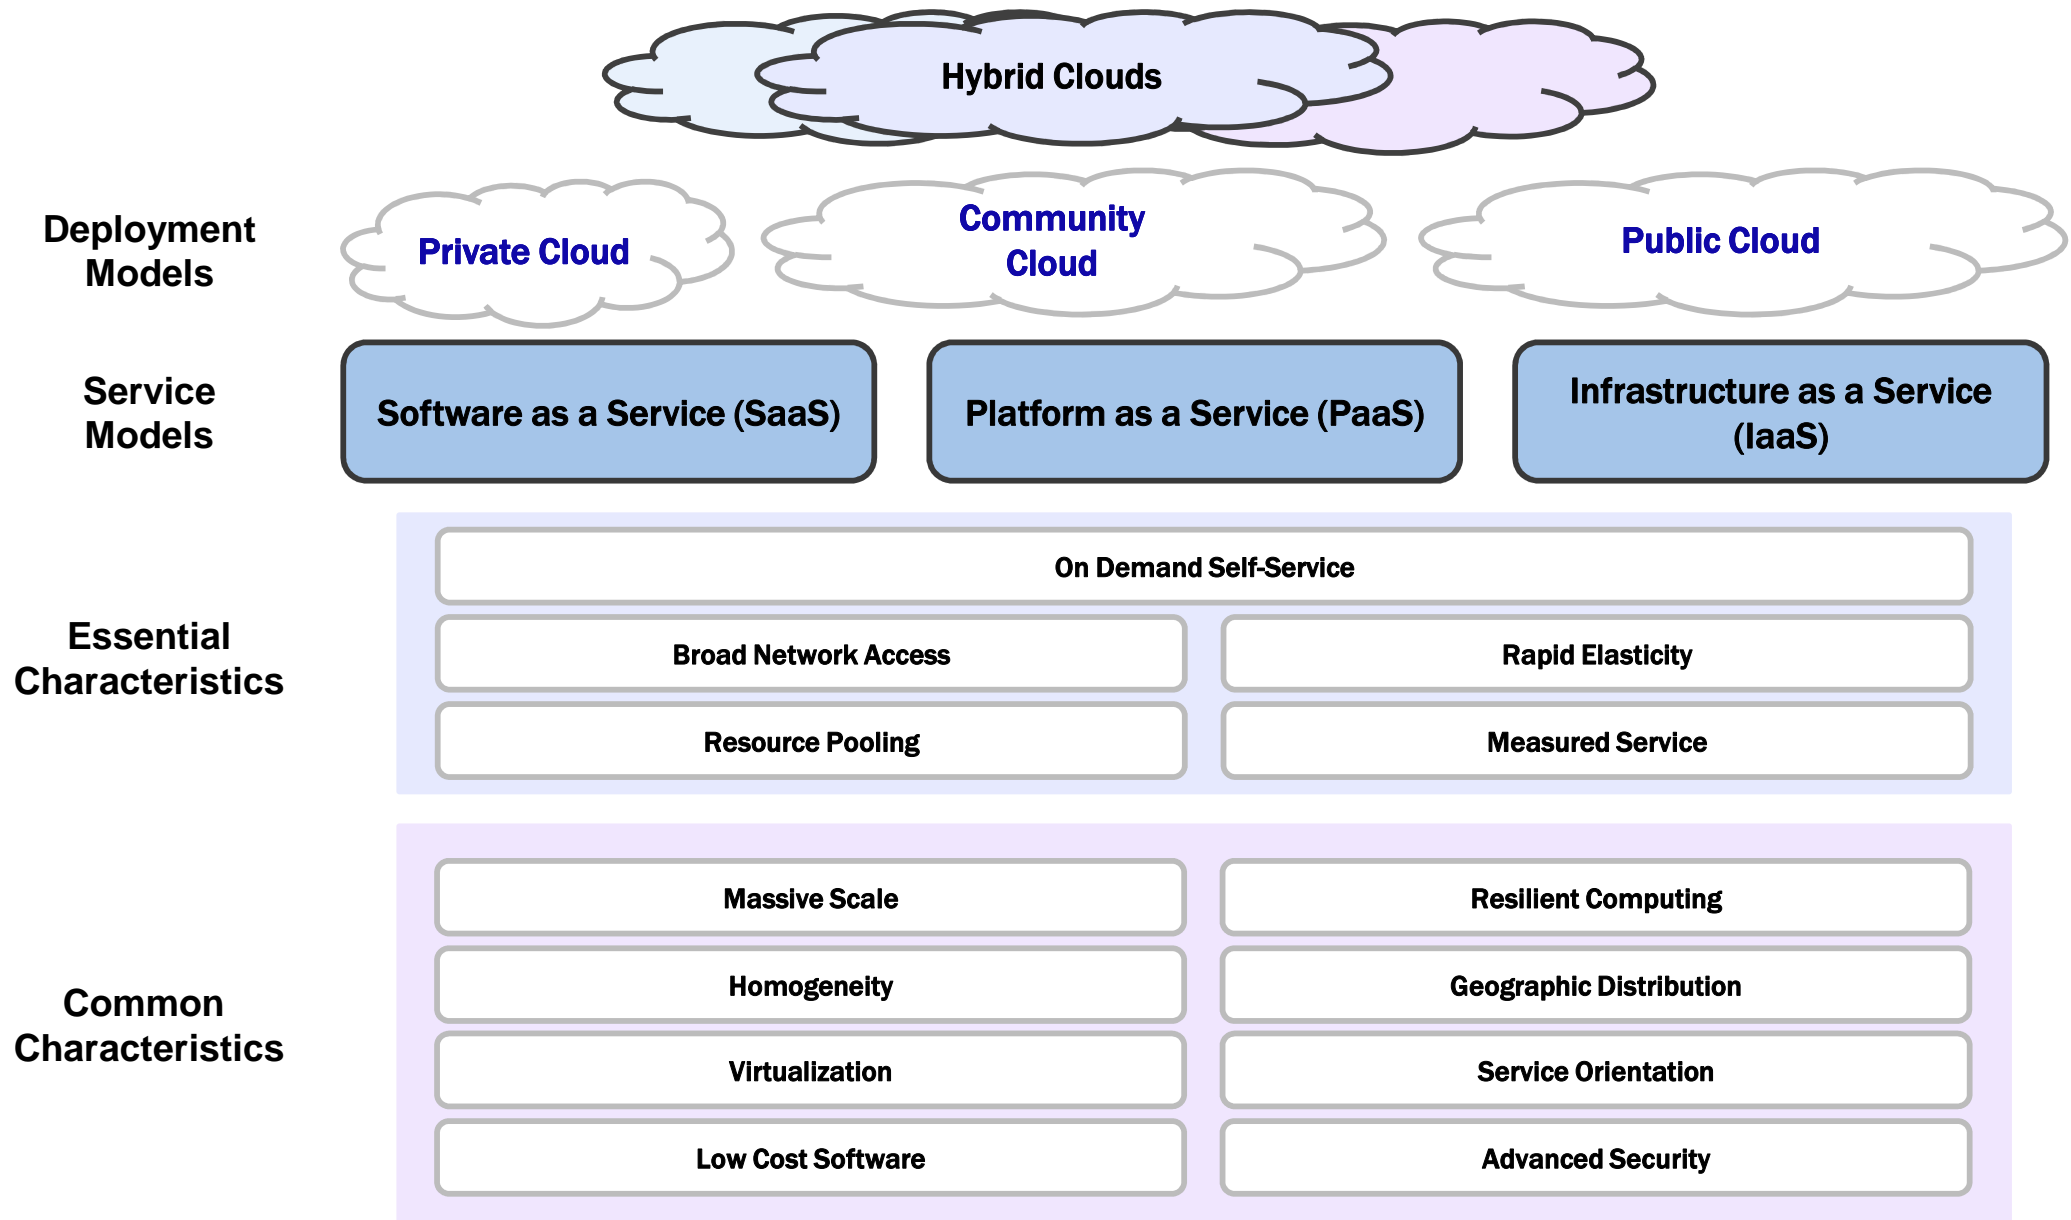 Hybrid Clouds
Deployment
Models
Private Cloud
Community
Cloud
Public Cloud
Service
Models
Software as a Service (SaaS)
Platform as a Service (PaaS)
Infrastructure as a Service
(IaaS)
Essential
Characteristics
On Demand Self-Service
Broad Network Access
Rapid Elasticity
Resource Pooling
Measured Service
Common
Characteristics
Massive Scale
Resilient Computing
Homogeneity
Geographic Distribution
Virtualization
Service Orientation
Low Cost Software
Advanced Security